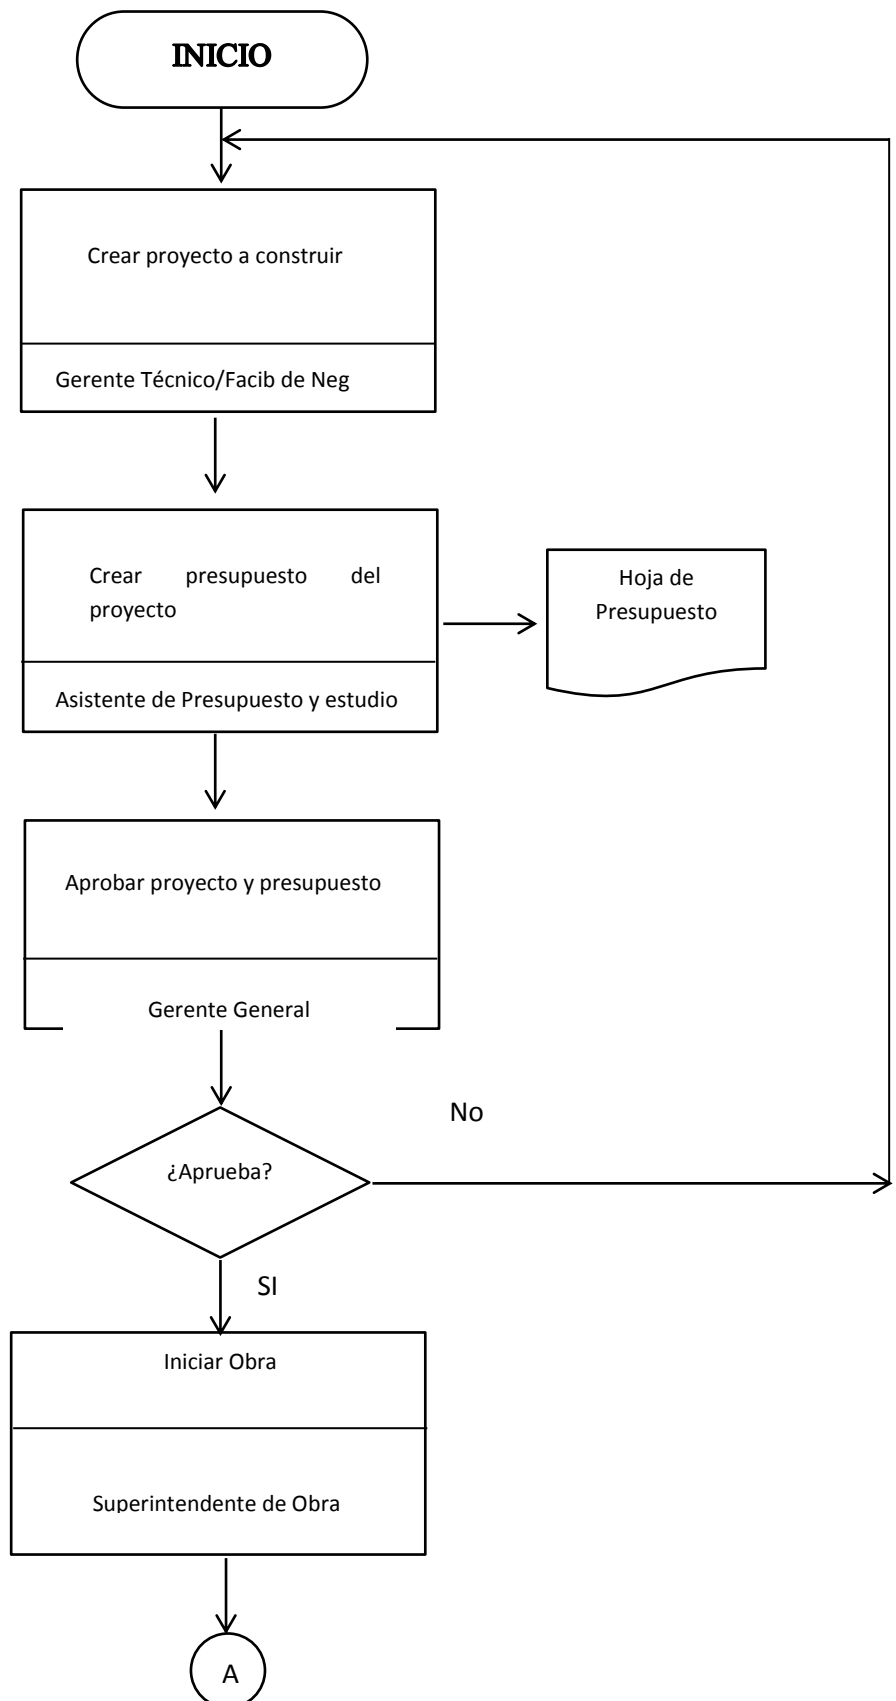 INICIO
Crear proyecto a construir
Gerente Técnico/Facib de Neg
Crear presupuesto del
proyecto
Hoja de
Presupuesto
Asistente de Presupuesto y estudio
Aprobar proyecto y presupuesto
Gerente General
No
¿Aprueba?
SI
Iniciar Obra
Superintendente de Obra
A